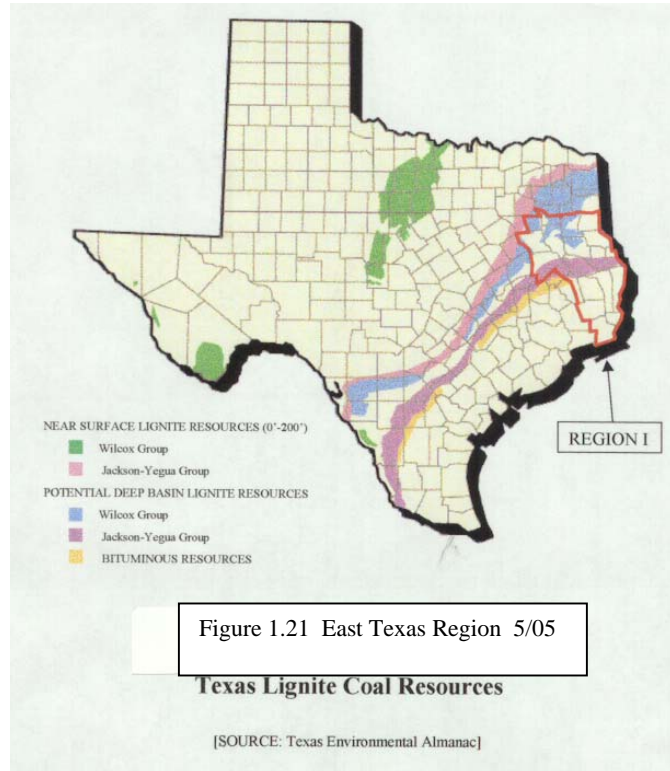 REGION I
NEAR SURFACE LIGNITE RESOURCES (0'-200')
Wilcox Group
Jackson-Yegua Group
POTENTIAL DEEP BASIN LIGNITE RESOURCES
Wilcox Group
Jackson-Yegua Group
BITUMINOUS RESOURCES
Figure 1.21 East Texas Region 5/05
Texas Lignite Coal Resources
[SOURCE: Texas Environmental Almanac]